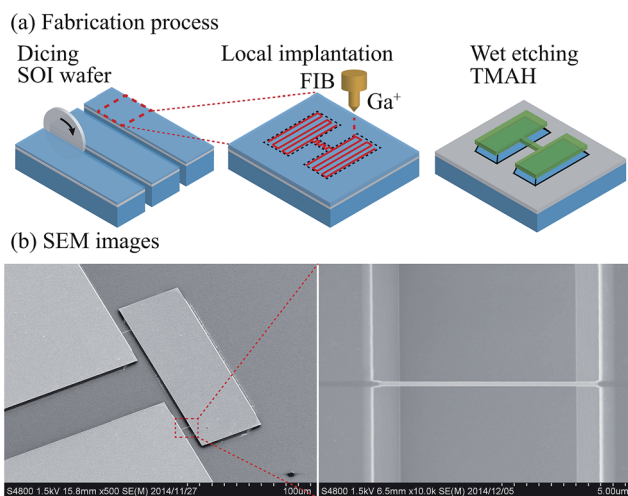 (a) Fabrication process
Dicing
SOI wafer
Local implantation
FIB
Ga⁺
Wet etching
TMAH
(b) SEM images
S4800 1.5kV 15.8mm x500 SE(M) 2014/11/27
100um
S4800 1.5kV 6.5mm x10.0k SE(M) 2014/12/05
5.00um